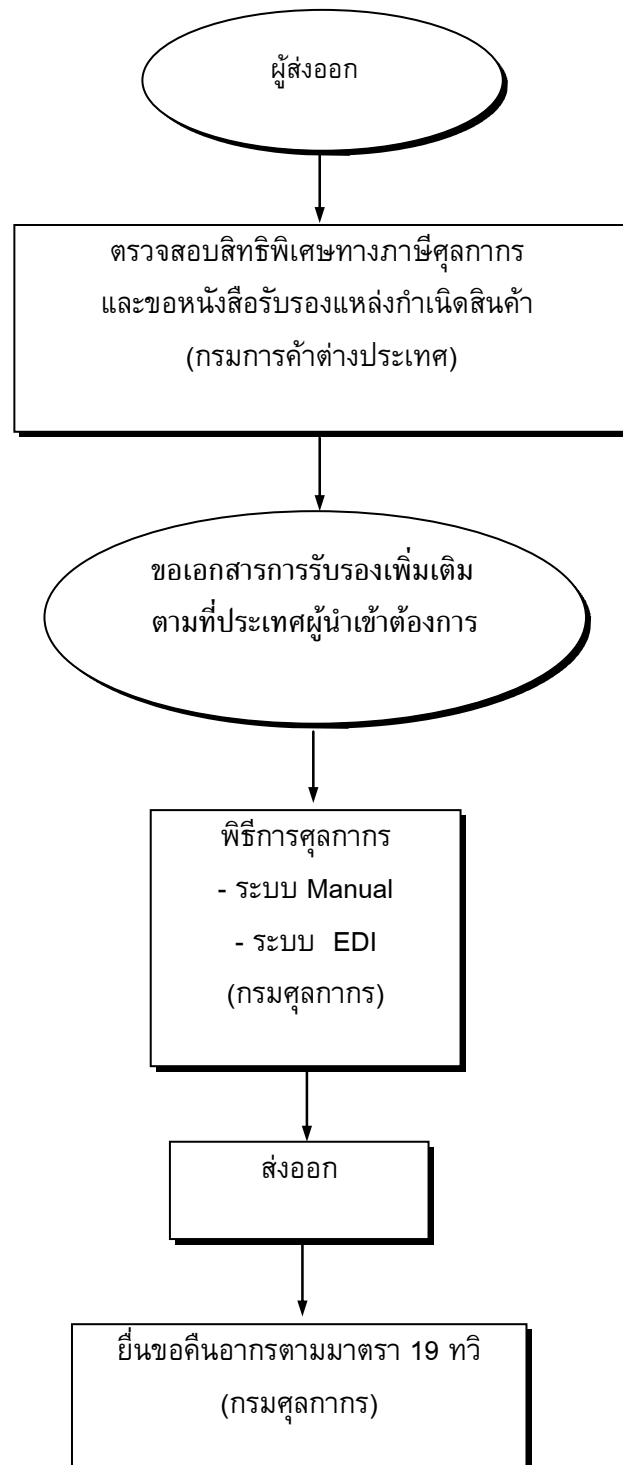 ผู้ส่งออก
ตรวจสอบสิทธิพิเศษทางภาษีศุลกากร
และขอหนังสือรับรองแหล่งกำเนิดสินค้า
(กรมการค้าต่างประเทศ)
ขอเอกสารการรับรองเพิ่มเติม
ตามที่ประเทศผู้นำเข้าต้องการ
พิธีการศุลกากร
- ระบบ Manual
- ระบบ EDI
(กรมศุลกากร)
ส่งออก
ยื่นขอคืนอากรตามมาตรา 19 ทวิ
(กรมศุลกากร)